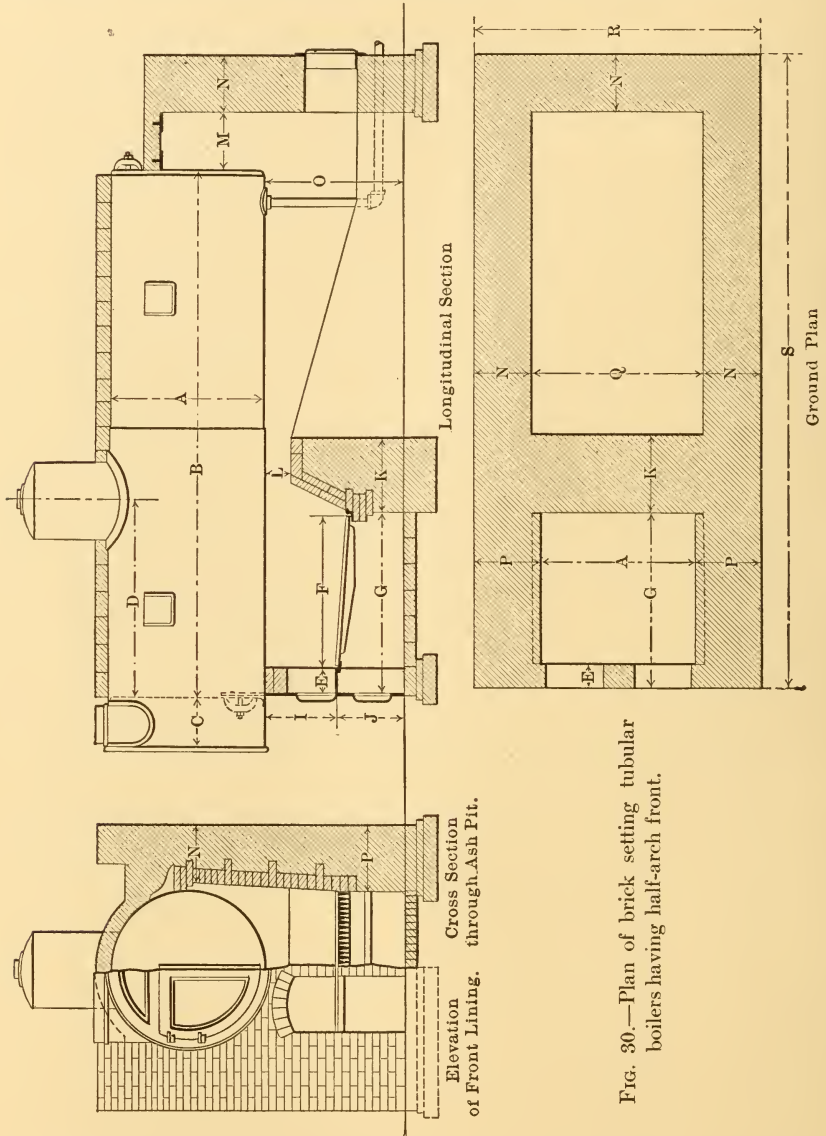 A
B
C
D
E
F
G
I
J
K
L
M
N
O
Longitudinal Section
N
P
Elevation
of Front Lining.
Cross Section
through Ash Pit.
R
N
N
Q
N
K
P
A
P
G
E
S
Ground Plan
FIG. 30.—Plan of brick setting tubular
boilers having half-arch front.